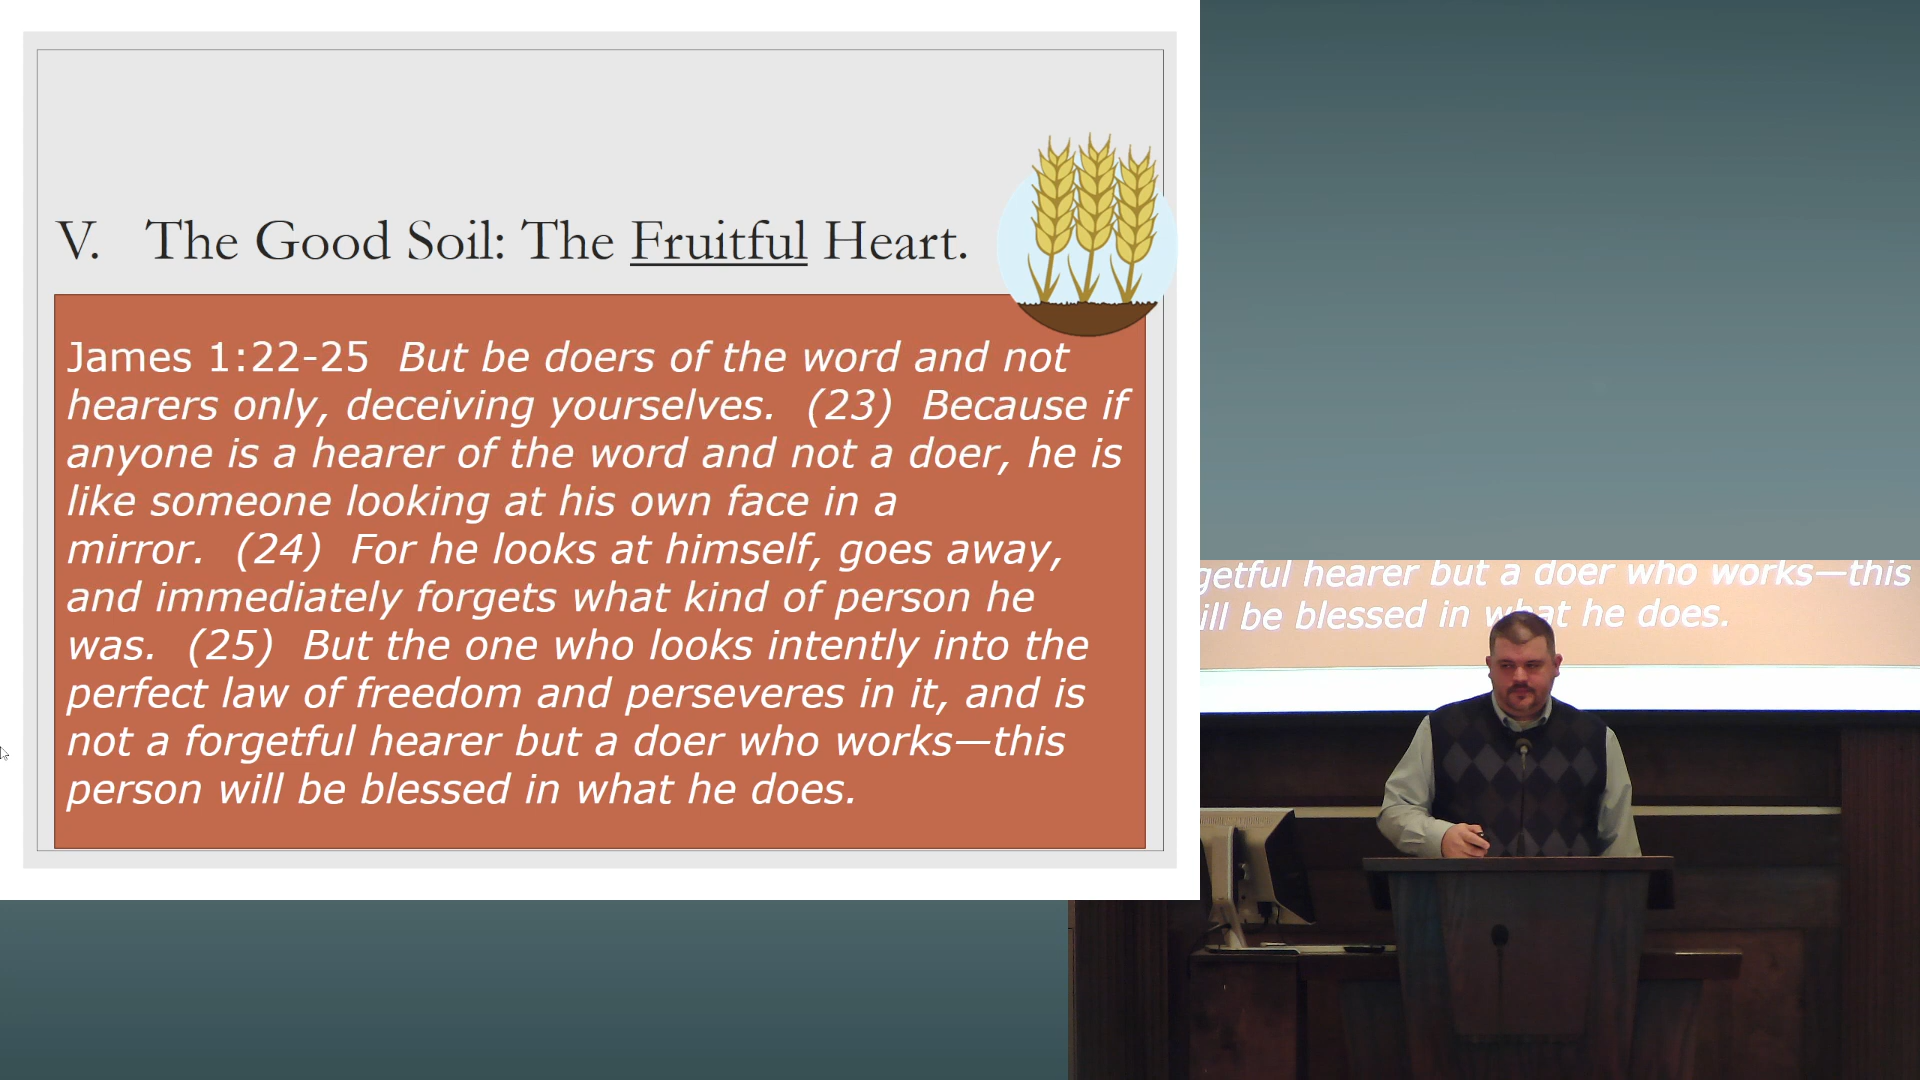 V. The Good Soil: The Fruitful Heart.
James 1:22-25 But be doers of the word and not
hearers only, deceiving yourselves. (23) Because if
anyone is a hearer of the word and not a doer, he is
like someone looking at his own face in a
mirror. (24) For he looks at himself, goes away,
and immediately forgets what kind of person he
was. (25) But the one who looks intently into the
perfect law of freedom and perseveres in it, and is
not a forgetful hearer but a doer who works—this
person will be blessed in what he does.
getful hearer but a doer who works—this
ill be blessed in what he does.